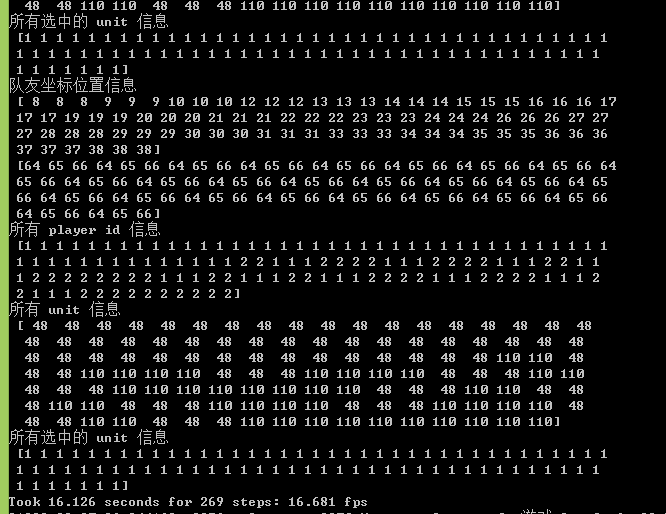 48 48 110 110 48 48 48 110 110 110 110 110 110 110 110 110 110]
所有选中的 unit 信息
[1 1 1 1 1 1 1 1 1 1 1 1 1 1 1 1 1 1 1 1 1 1 1 1 1 1 1 1 1 1 1 1 1 1 1 1 1
1 1 1 1 1 1 1 1 1 1 1 1 1 1 1 1 1 1 1 1 1 1 1 1 1 1 1 1 1 1 1 1 1 1 1 1 1
1 1 1 1 1 1 1]
队友坐标位置信息
[ 8 8 8 9 9 9 10 10 10 12 12 12 13 13 13 14 14 14 15 15 15 16 16 16 17
17 17 19 19 19 20 20 20 21 21 21 22 22 22 23 23 23 24 24 24 26 26 26 27 27
27 28 28 28 29 29 29 30 30 30 31 31 31 33 33 33 34 34 34 35 35 35 36 36 36
37 37 37 38 38 38]
[64 65 66 64 65 66 64 65 66 64 65 66 64 65 66 64 65 66 64 65 66 64 65 66 64
65 66 64 65 66 64 65 66 64 65 66 64 65 66 64 65 66 64 65 66 64 65 66 64 65
66 64 65 66 64 65 66 64 65 66 64 65 66 64 65 66 64 65 66 64 65 66 64 65 66
64 65 66 64 65 66]
所有 player id 信息
[1 1 1 1 1 1 1 1 1 1 1 1 1 1 1 1 1 1 1 1 1 1 1 1 1 1 1 1 1 1 1 1 1 1 1 1 1
1 1 1 1 1 1 1 1 1 1 1 1 1 1 2 2 1 1 1 2 2 2 2 1 1 1 2 2 2 2 1 1 1 2 2 1 1
1 2 2 2 2 2 2 2 2 1 1 1 2 2 1 1 1 2 2 1 1 1 2 2 2 2 1 1 1 2 2 2 2 1 1 1 2
2 1 1 1 2 2 2 2 2 2 2 2 2 2]
所有 unit 信息
[ 48 48 48 48 48 48 48 48 48 48 48 48 48 48 48 48 48 48
48 48 48 48 48 48 48 48 48 48 48 48 48 48 48 48 48 48
48 48 48 48 48 48 48 48 48 48 48 48 48 48 48 110 110 48
48 48 110 110 110 110 48 48 48 110 110 110 110 48 48 48 110 110
48 48 48 110 110 110 110 110 110 110 110 48 48 48 110 110 48 48
48 110 110 48 48 48 110 110 110 110 48 48 48 110 110 110 110 48
48 48 110 110 48 48 48 110 110 110 110 110 110 110 110 110 110]
所有选中的 unit 信息
[1 1 1 1 1 1 1 1 1 1 1 1 1 1 1 1 1 1 1 1 1 1 1 1 1 1 1 1 1 1 1 1 1 1 1 1 1
1 1 1 1 1 1 1 1 1 1 1 1 1 1 1 1 1 1 1 1 1 1 1 1 1 1 1 1 1 1 1 1 1 1 1 1 1
1 1 1 1 1 1 1]
Took 16.126 seconds for 269 steps: 16.681 fps